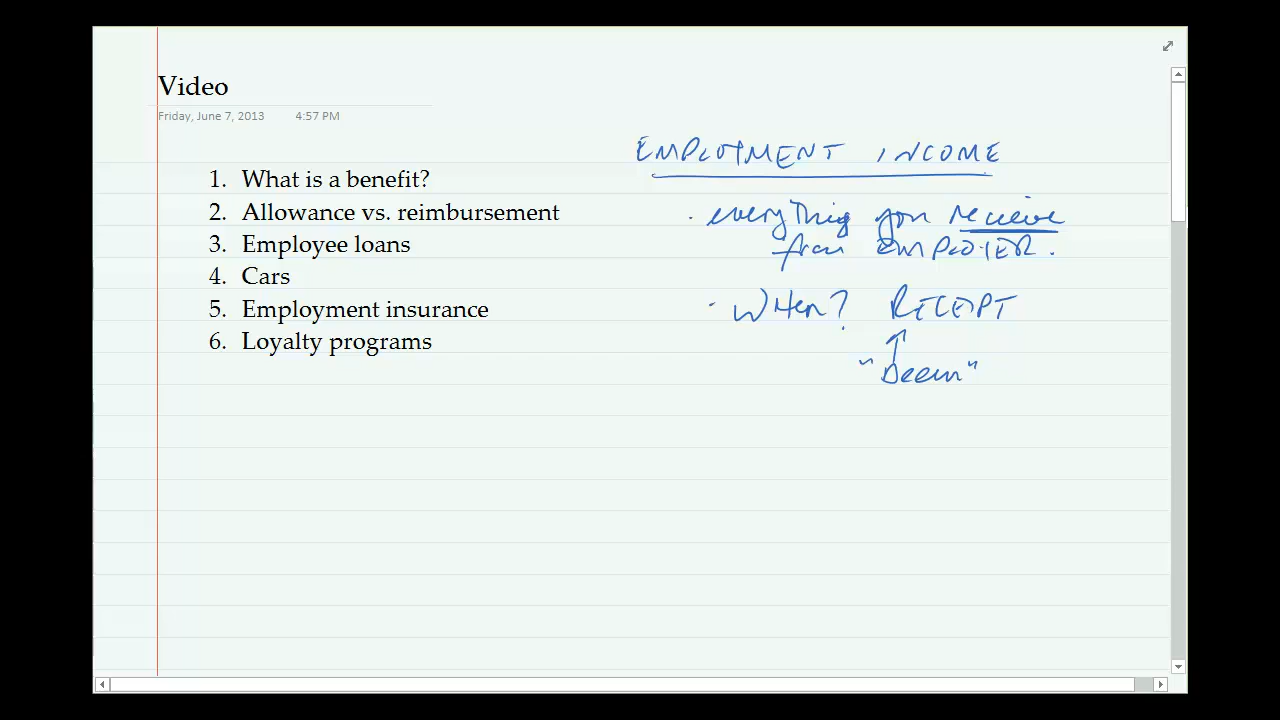 Video
Friday, June 7, 2013 4:57 PM
1. What is a benefit?
2. Allowance vs. reimbursement
3. Employee loans
4. Cars
5. Employment insurance
6. Loyalty programs
EMPLOYMENT INCOME
· everything you receive
from EMPLOYER.
· WHEN? RECEIPT
"Deem"